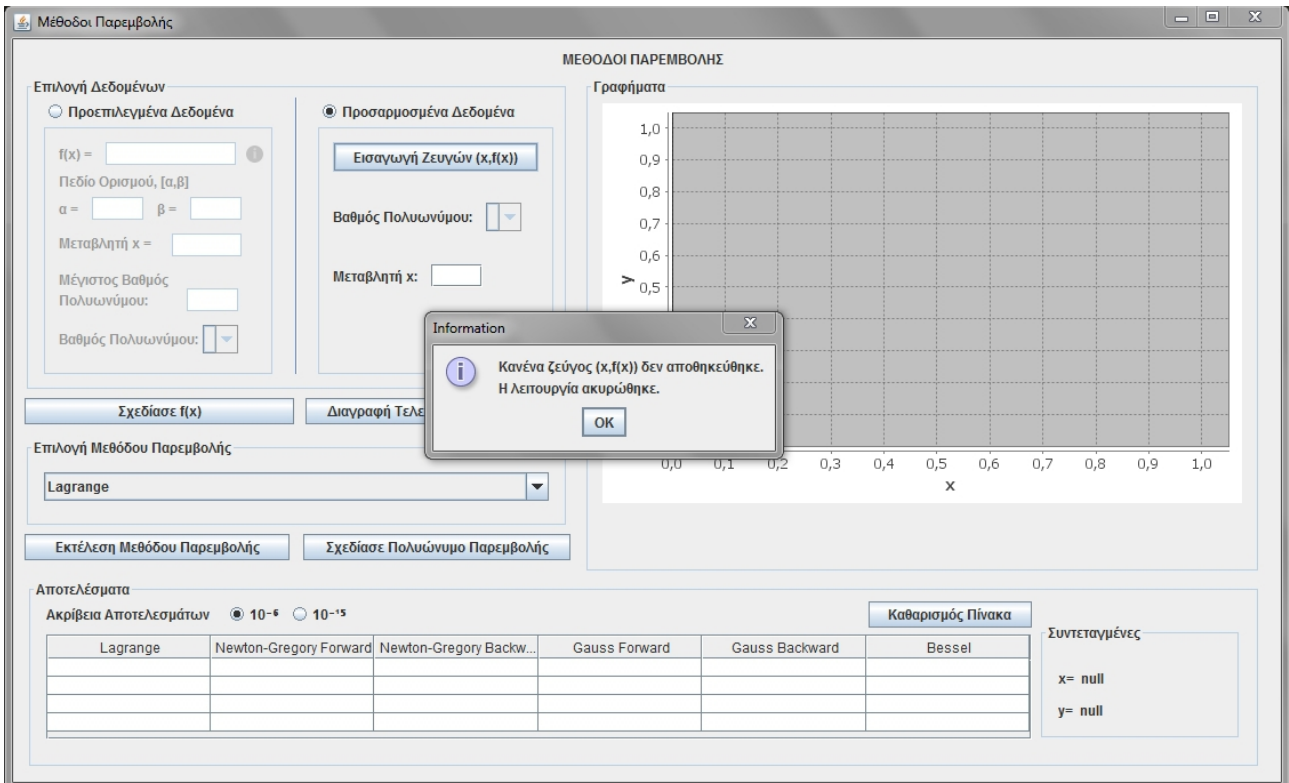 Μέθοδοι Παρεμβολής
ΜΕΘΟΔΟΙ ΠΑΡΕΜΒΟΛΗΣ
Επιλογή Δεδομένων
Προεπιλεγμένα Δεδομένα
f(x) =
Πεδίο Ορισμού, [α,β]
α = β =
Μεταβλητή x =
Μέγιστος Βαθμός
Πολυωνύμου:
Βαθμός Πολυωνύμου:
Προσαρμοσμένα Δεδομένα
Εισαγωγή Ζευγών (x,f(x))
Βαθμός Πολυωνύμου:
Μεταβλητή x:
Σχεδίασε f(x)
Διαγραφή Τελε
Γραφήματα
1,0
0,9
0,8
0,7
0,6
0,5
y
0,0 0,1 0,2 0,3 0,4 0,5 0,6 0,7 0,8 0,9 1,0
x
Information
Κανένα ζεύγος (x,f(x)) δεν αποθηκεύθηκε.
Η λειτουργία ακυρώθηκε.
OK
Επιλογή Μεθόδου Παρεμβολής
Lagrange
Εκτέλεση Μεθόδου Παρεμβολής
Σχεδίασε Πολυώνυμο Παρεμβολής
Αποτελέσματα
Ακρίβεια Αποτελεσμάτων 10⁻⁶ 10⁻¹⁵
Καθαρισμός Πίνακα
Lagrange Newton-Gregory Forward Newton-Gregory Backw... Gauss Forward Gauss Backward Bessel
Συντεταγμένες
x= null
y= null